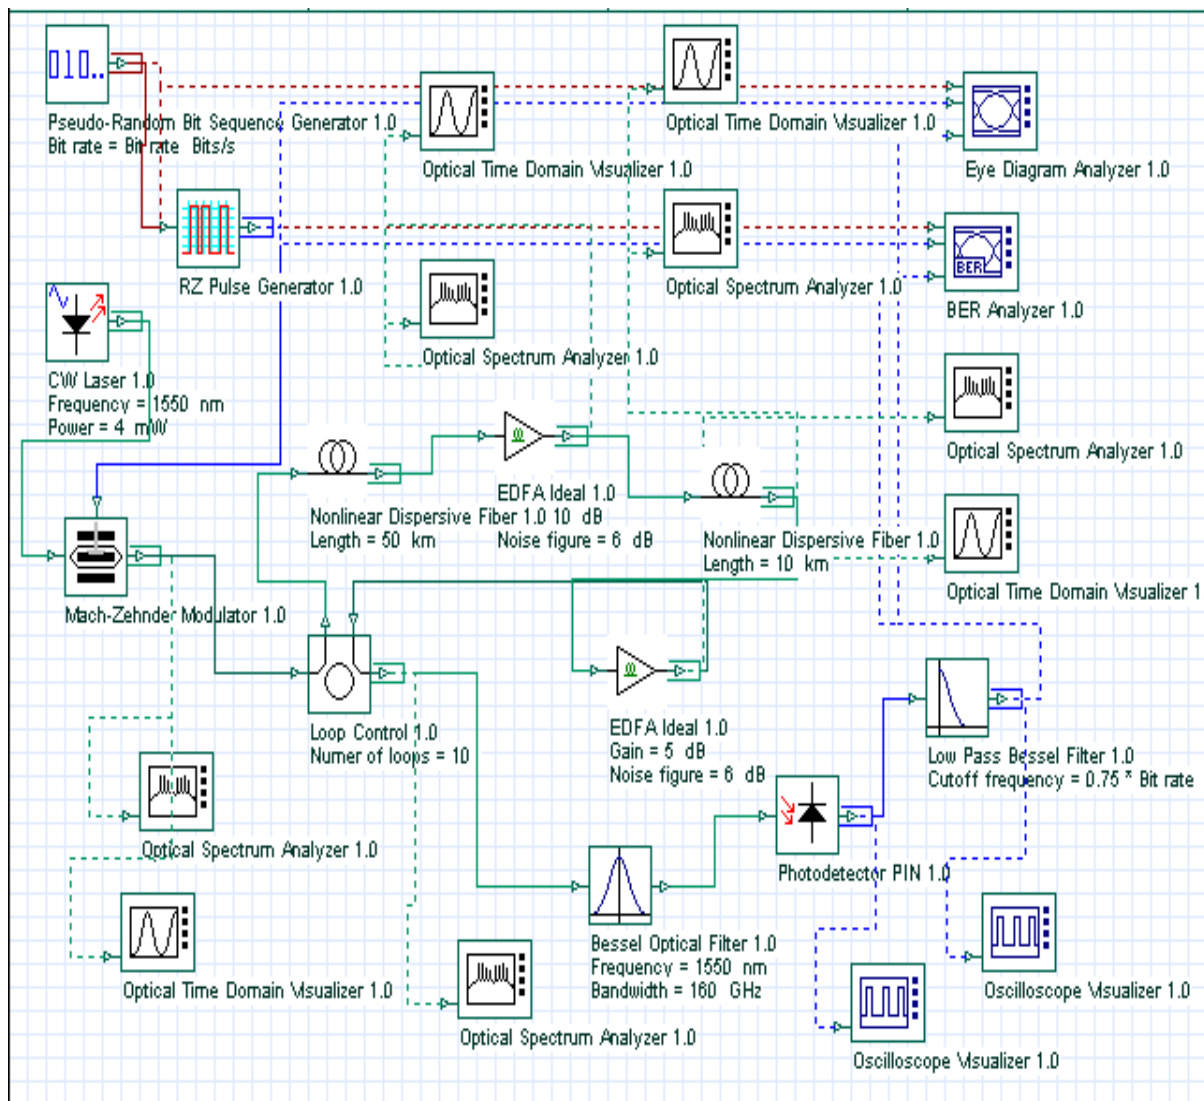 010..
Pseudo-Random Bit Sequence Generator 1.0
Bit rate = Bit rate Bits/s
Optical Time Domain Visualizer 1.0
Optical Time Domain Visualizer 1.0
Eye Diagram Analyzer 1.0
RZ Pulse Generator 1.0
Optical Spectrum Analyzer 1.0
BER
BER Analyzer 1.0
Optical Spectrum Analyzer 1.0
CW Laser 1.0
Frequency = 1550 nm
Power = 4 mW
Optical Spectrum Analyzer 1.0
EDFA Ideal 1.0
10 dB
Noise figure = 6 dB
Nonlinear Dispersive Fiber 1.0
Length = 50 km
Nonlinear Dispersive Fiber 1.0
Length = 10 km
Optical Time Domain Visualizer 1
Mach-Zehnder Modulator 1.0
Loop Control 1.0
Numer of loops = 10
EDFA Ideal 1.0
Gain = 5 dB
Noise figure = 6 dB
Low Pass Bessel Filter 1.0
Cutoff frequency = 0.75 * Bit rate
Optical Spectrum Analyzer 1.0
Photodetector PIN 1.0
Bessel Optical Filter 1.0
Frequency = 1550 nm
Bandwidth = 160 GHz
Optical Time Domain Visualizer 1.0
Oscilloscope Visualizer 1.0
Optical Spectrum Analyzer 1.0
Oscilloscope Visualizer 1.0